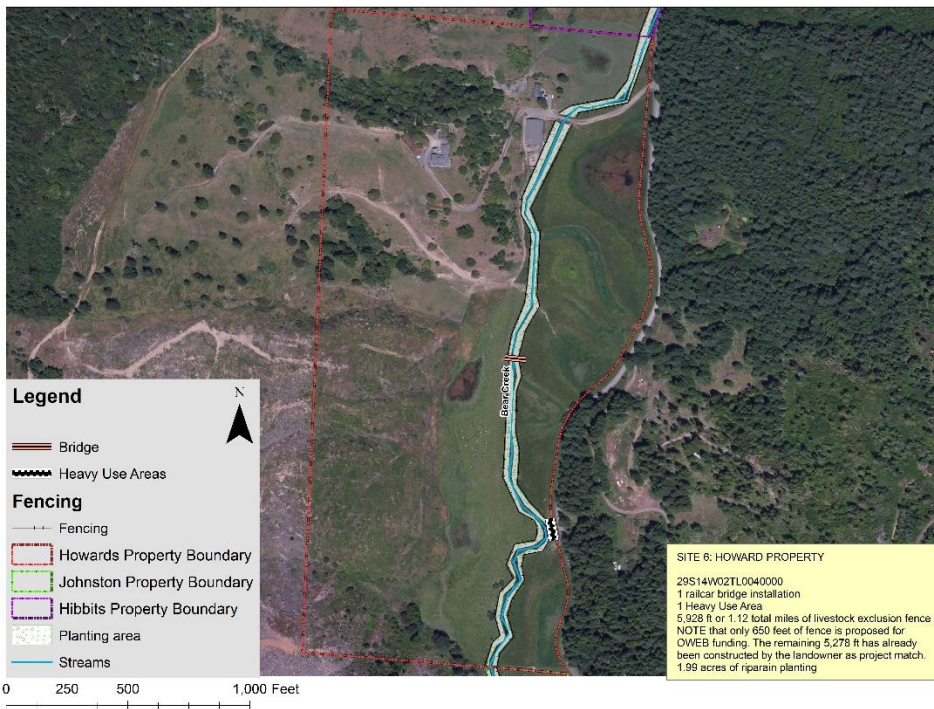 Bear Creek
Legend
N
Bridge
Heavy Use Areas
Fencing
Fencing
Howards Property Boundary
Johnston Property Boundary
Hibbits Property Boundary
Planting area
Streams
0 250 500 1,000 Feet
SITE 6: HOWARD PROPERTY
29S14W02TL0040000
1 railcar bridge installation
1 Heavy Use Area
5,928 ft or 1.12 total miles of livestock exclusion fence
NOTE that only 650 feet of fence is proposed for
OWEB funding. The remaining 5,278 ft has already
been constructed by the landowner as project match.
1.99 acres of riparain planting